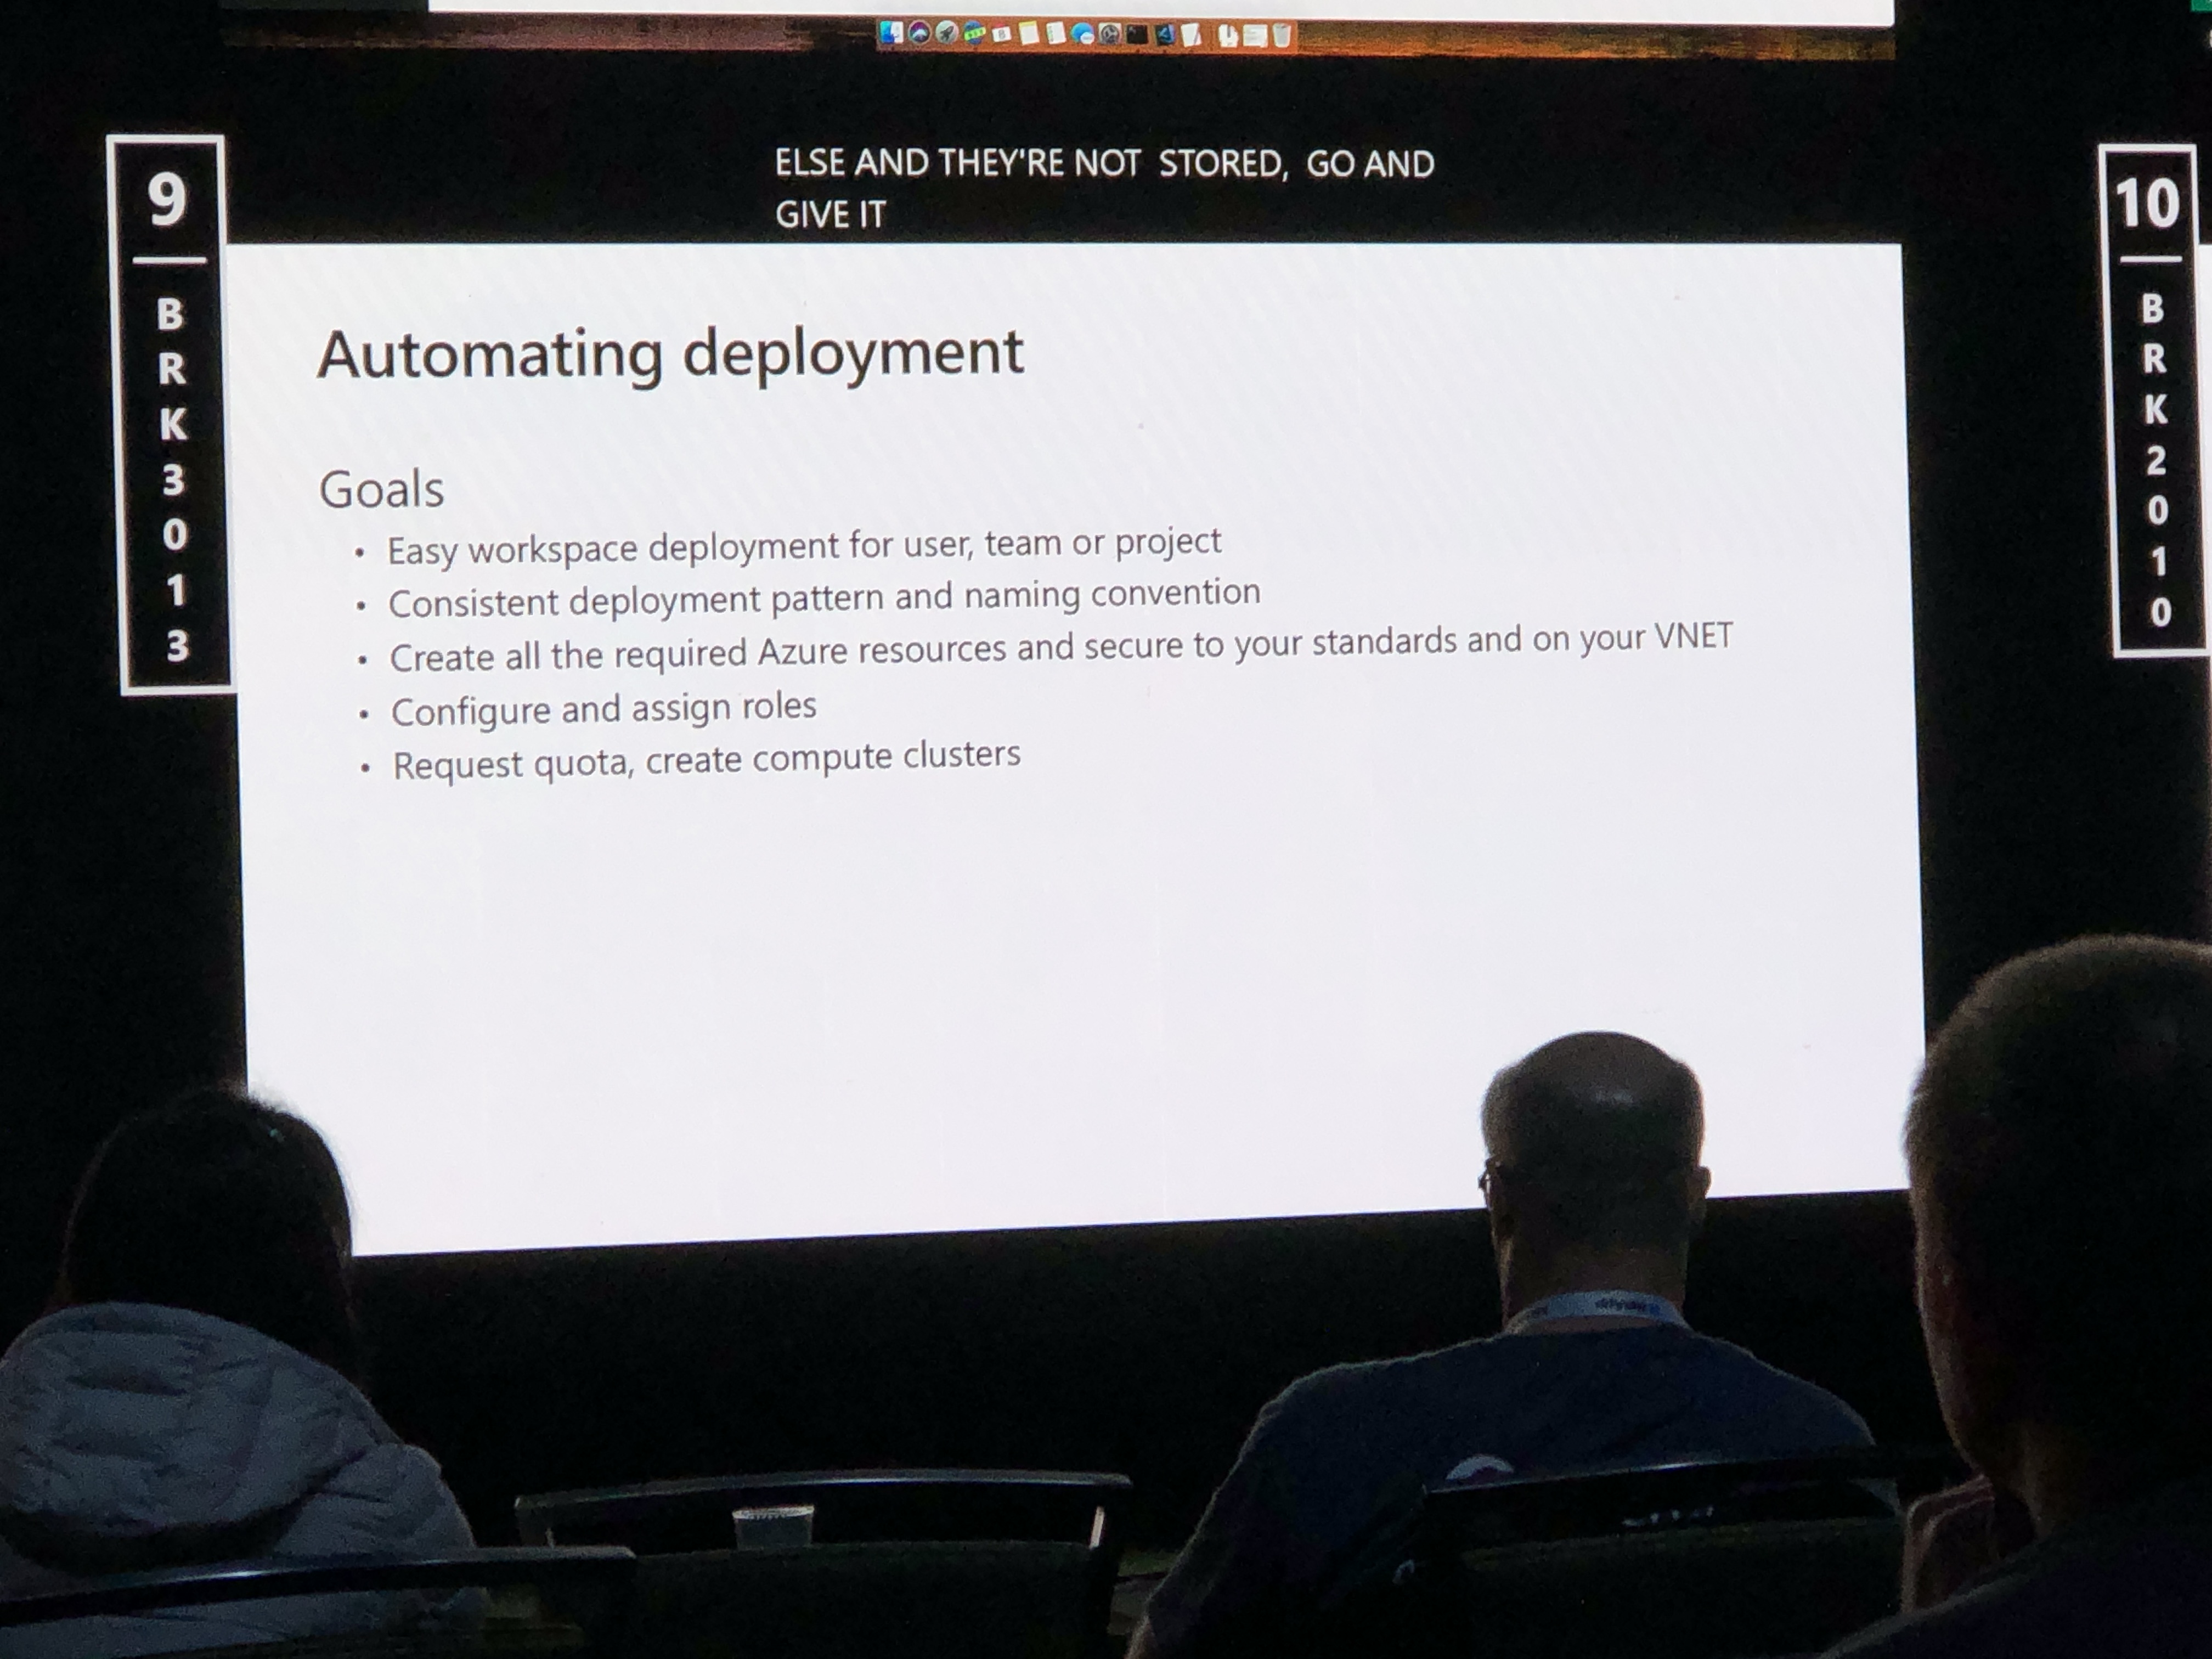 ELSE AND THEY'RE NOT STORED, GO AND
GIVE IT
9
BRK3013
10
BRK2010
Automating deployment
Goals
• Easy workspace deployment for user, team or project
• Consistent deployment pattern and naming convention
• Create all the required Azure resources and secure to your standards and on your VNET
• Configure and assign roles
• Request quota, create compute clusters